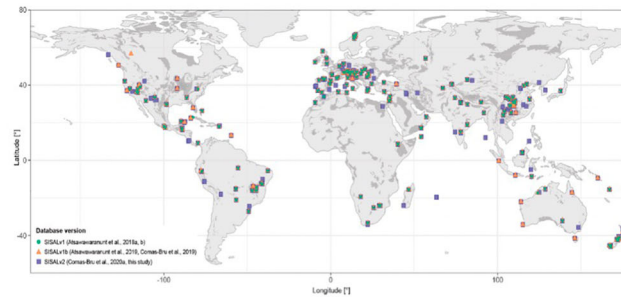 80
40
0
-40
Latitude [°]
-100
0
100
Longitude [°]
Database version
SISALv1 (Atsawawaranunt et al., 2018a, b)
SISALv1b (Atsawawaranunt et al., 2019, Comas-Bru et al., 2019)
SISALv2 (Comas-Bru et al., 2020a, this study)